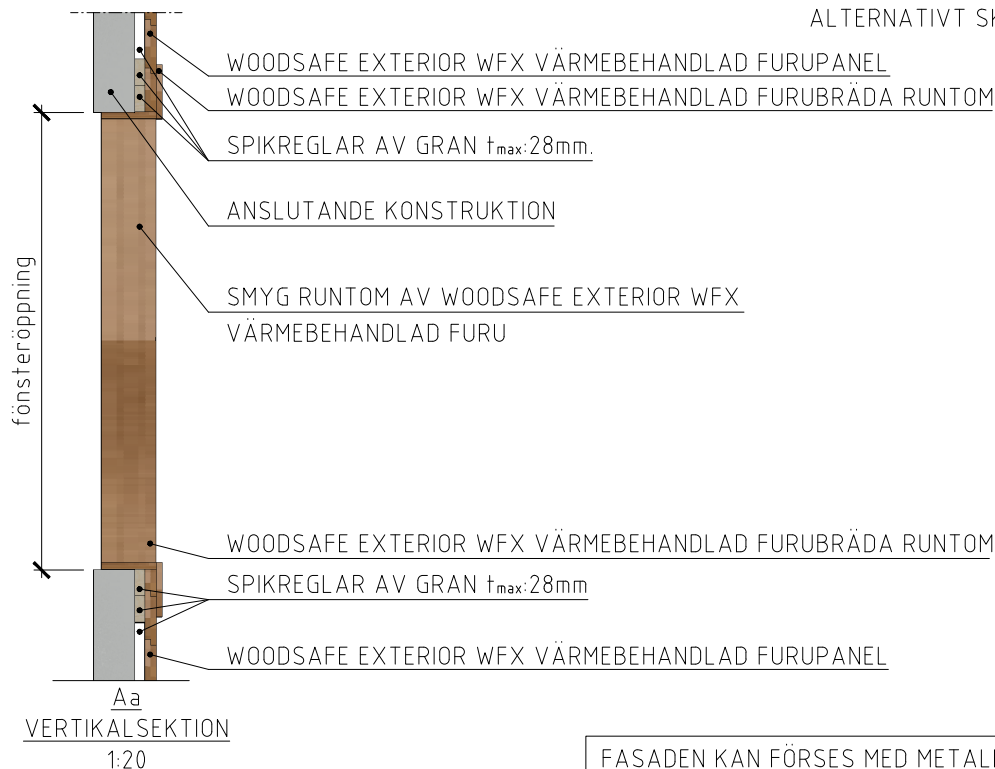 ALTERNATIVT
WOODSAFE EXTERIOR WFX VÄRMEBEHANDLAD FURUPANEL
WOODSAFE EXTERIOR WFX VÄRMEBEHANDLAD FURUBRÄDA RUNTOM
SPIKREGLAR AV GRAN tmax:28mm.
ANSLUTANDE KONSTRUKTION
fönsteröppning
SMYG RUNTOM AV WOODSAFE EXTERIOR WFX
VÄRMEBEHANDLAD FURU
WOODSAFE EXTERIOR WFX VÄRMEBEHANDLAD FURUBRÄDA RUNTOM
SPIKREGLAR AV GRAN tmax:28mm
WOODSAFE EXTERIOR WFX VÄRMEBEHANDLAD FURUPANEL
Aa
VERTIKALSEKTION
1:20
FASADEN KAN FÖRSES MED